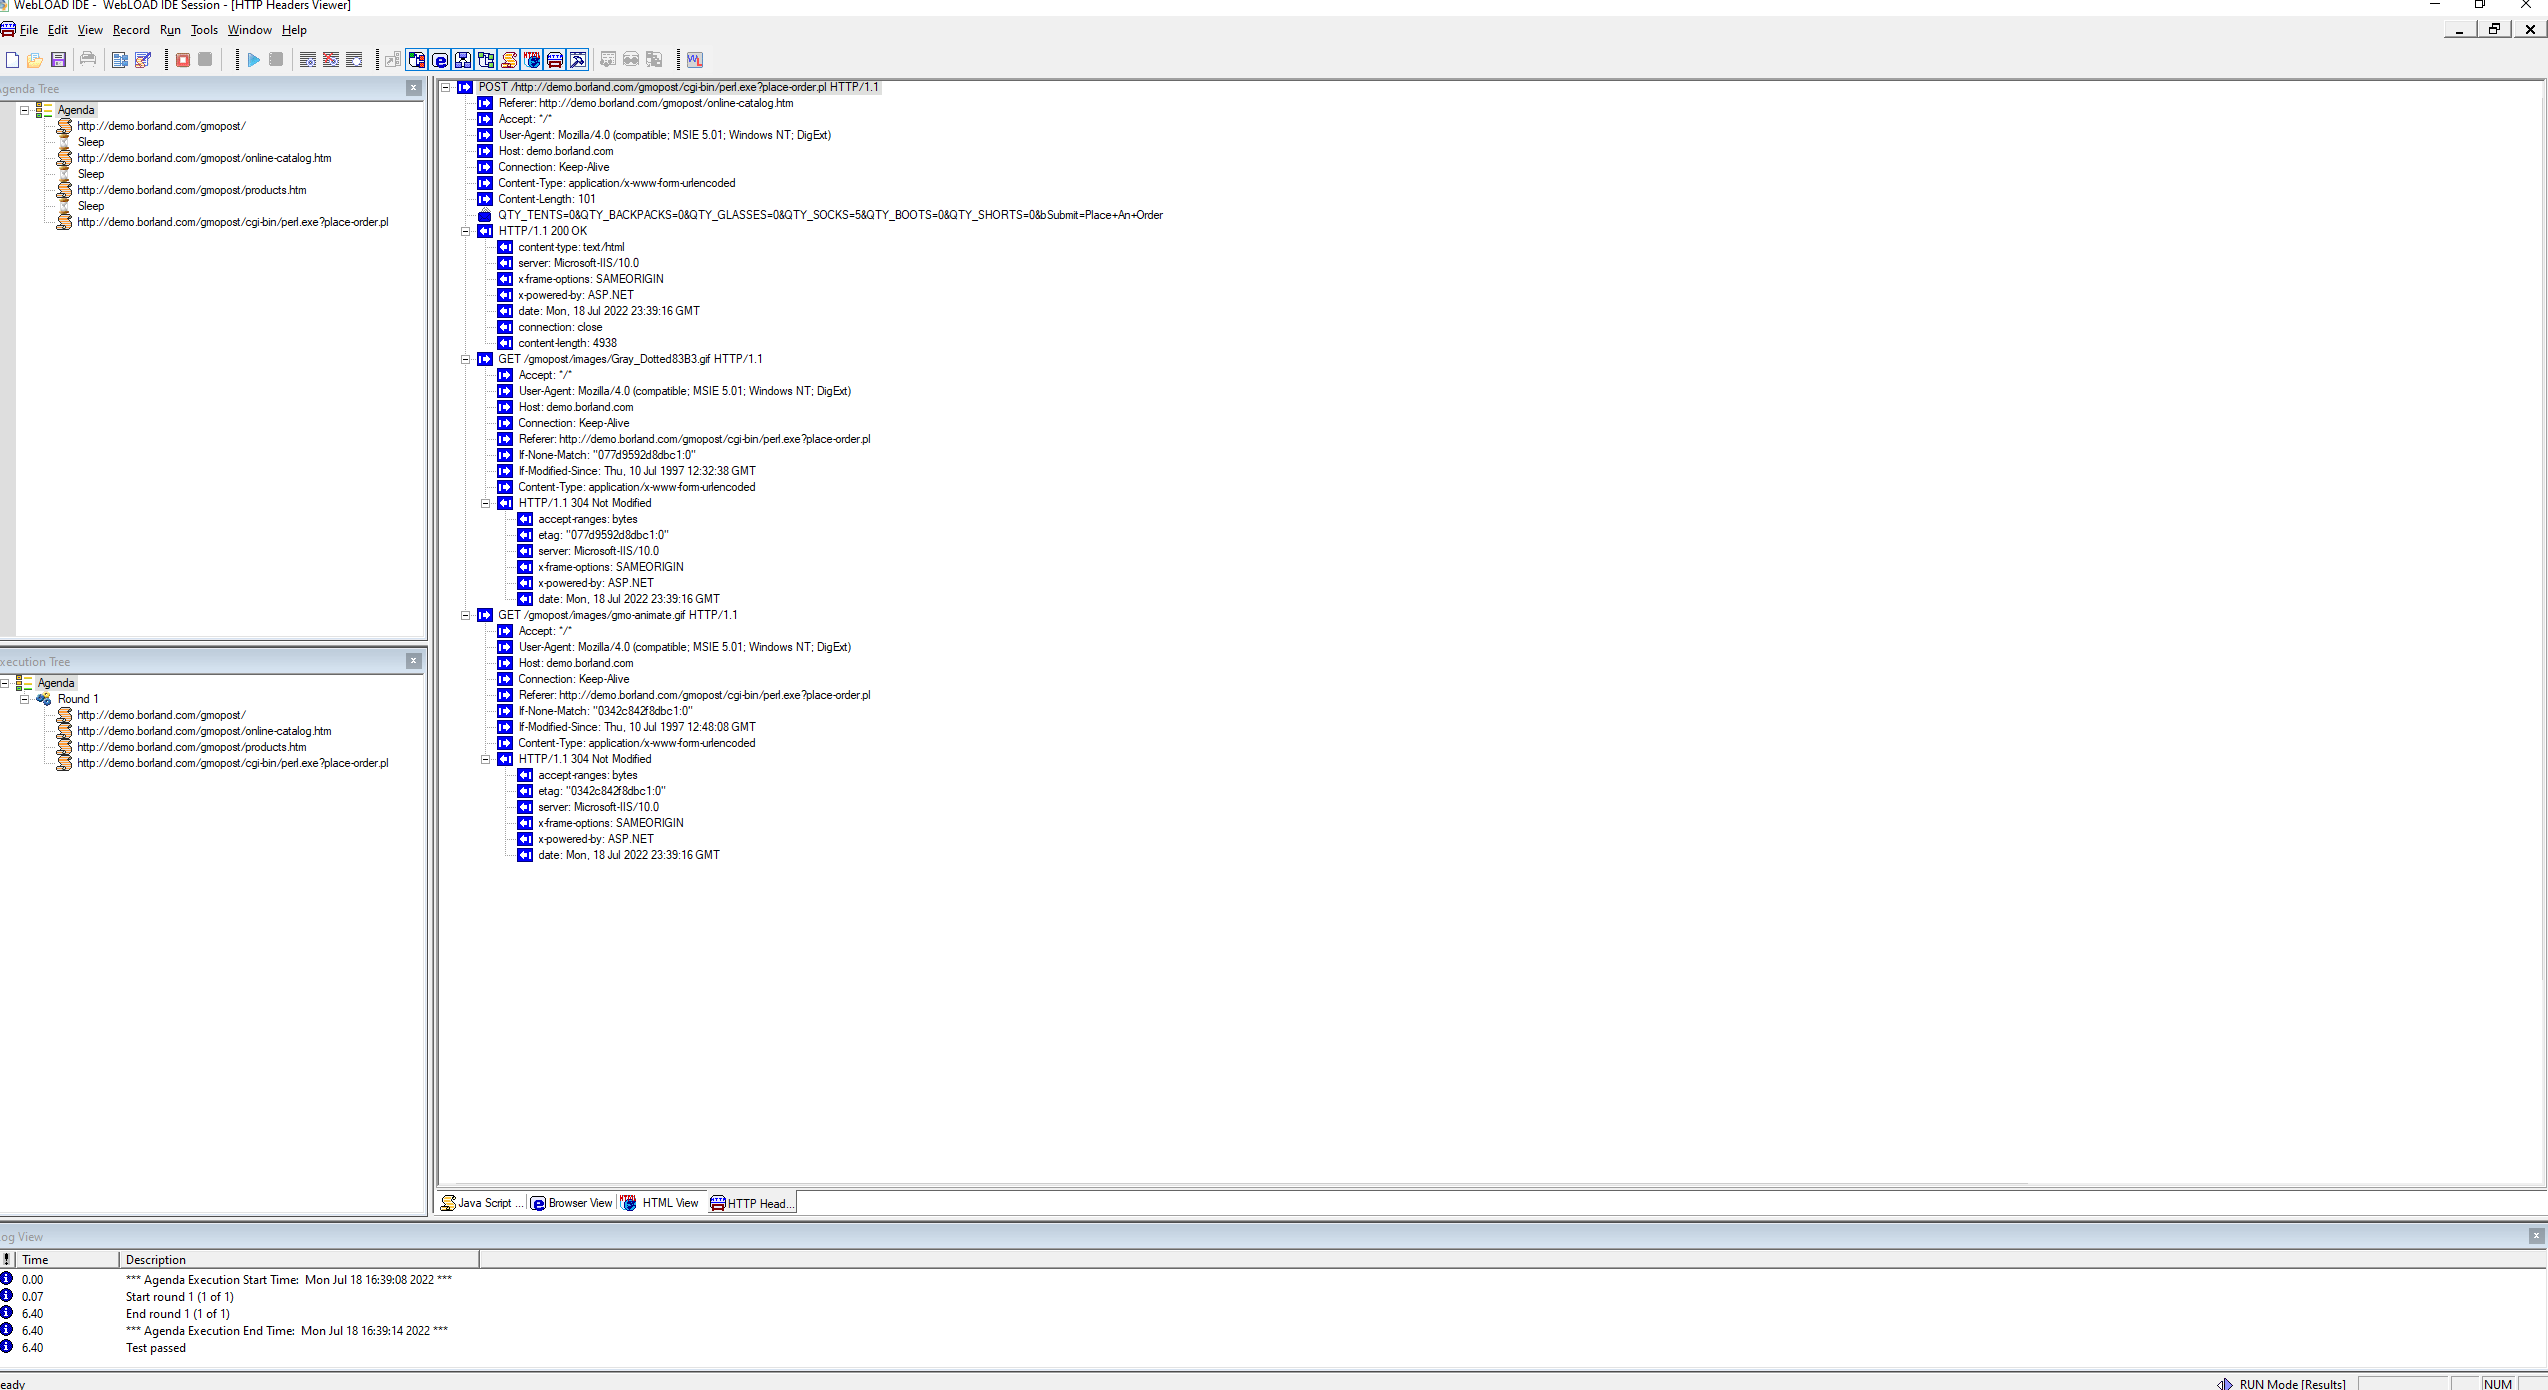 WebLOAD IDE - WebLOAD IDE Session - [HTTP Headers Viewer]
File Edit View Record Run Tools Window Help
genda Tree
Agenda
http://demo.borland.com/gmopost/
Sleep
http://demo.borland.com/gmopost/online-catalog.htm
Sleep
http://demo.borland.com/gmopost/products.htm
Sleep
http://demo.borland.com/gmopost/cgi-bin/perl.exe?place-order.pl
xecution Tree
Agenda
Round 1
http://demo.borland.com/gmopost/
http://demo.borland.com/gmopost/online-catalog.htm
http://demo.borland.com/gmopost/products.htm
http://demo.borland.com/gmopost/cgi-bin/perl.exe?place-order.pl
POST /http://demo.borland.com/gmopost/cgi-bin/perl.exe?place-order.pl HTTP/1.1
Referer: http://demo.borland.com/gmopost/online-catalog.htm
Accept: */*
User-Agent: Mozilla/4.0 (compatible; MSIE 5.01; Windows NT; DigExt)
Host: demo.borland.com
Connection: Keep-Alive
Content-Type: application/x-www-form-urlencoded
Content-Length: 101
QTY_TENTS=0&QTY_BACKPACKS=0&QTY_GLASSES=0&QTY_SOCKS=5&QTY_BOOTS=0&QTY_SHORTS=0&bSubmit=Place+An+Order
HTTP/1.1 200 OK
content-type: text/html
server: Microsoft-IIS/10.0
x-frame-options: SAMEORIGIN
x-powered-by: ASP.NET
date: Mon, 18 Jul 2022 23:39:16 GMT
connection: close
content-length: 4938
GET /gmopost/images/Gray_Dotted83B3.gif HTTP/1.1
Accept: */*
User-Agent: Mozilla/4.0 (compatible; MSIE 5.01; Windows NT; DigExt)
Host: demo.borland.com
Connection: Keep-Alive
Referer: http://demo.borland.com/gmopost/cgi-bin/perl.exe?place-order.pl
If-None-Match: "077d9592d8dbc1:0"
If-Modified-Since: Thu, 10 Jul 1997 12:32:38 GMT
Content-Type: application/x-www-form-urlencoded
HTTP/1.1 304 Not Modified
accept-ranges: bytes
etag: "077d9592d8dbc1:0"
server: Microsoft-IIS/10.0
x-frame-options: SAMEORIGIN
x-powered-by: ASP.NET
date: Mon, 18 Jul 2022 23:39:16 GMT
GET /gmopost/images/gmo-animate.gif HTTP/1.1
Accept: */*
User-Agent: Mozilla/4.0 (compatible; MSIE 5.01; Windows NT; DigExt)
Host: demo.borland.com
Connection: Keep-Alive
Referer: http://demo.borland.com/gmopost/cgi-bin/perl.exe?place-order.pl
If-None-Match: "0342c842f8dbc1:0"
If-Modified-Since: Thu, 10 Jul 1997 12:48:08 GMT
Content-Type: application/x-www-form-urlencoded
HTTP/1.1 304 Not Modified
accept-ranges: bytes
etag: "0342c842f8dbc1:0"
server: Microsoft-IIS/10.0
x-frame-options: SAMEORIGIN
x-powered-by: ASP.NET
date: Mon, 18 Jul 2022 23:39:16 GMT
Java Script ... Browser View HTML View HTTP Head...
og View
! Time Description
0.00 *** Agenda Execution Start Time: Mon Jul 18 16:39:08 2022 ***
0.07 Start round 1 (1 of 1)
6.40 End round 1 (1 of 1)
6.40 *** Agenda Execution End Time: Mon Jul 18 16:39:14 2022 ***
6.40 Test passed
eady RUN Mode [Results] NUM